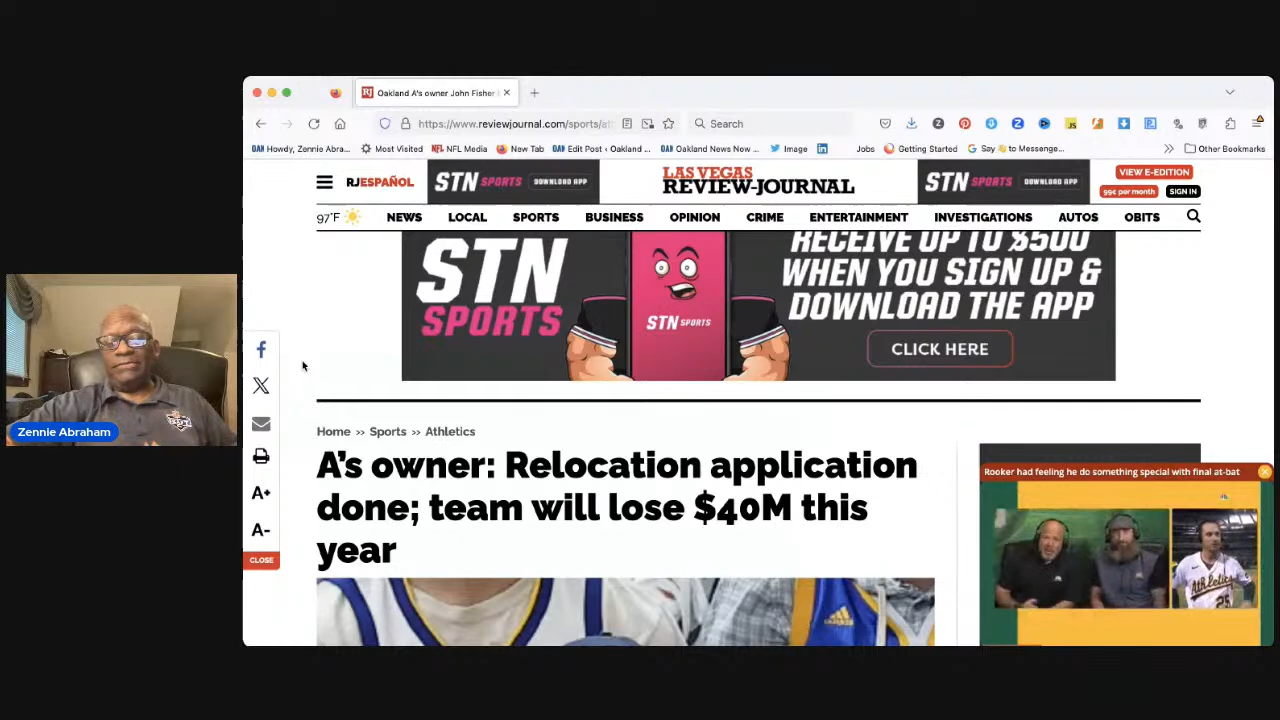 Oakland A's owner John Fisher
https://www.reviewjournal.com/sports/at
Search
Howdy, Zennie Abra...
Most Visited
NFL Media
New Tab
Edit Post ‹ Oakland ...
Oakland News Now ...
Image
Jobs
Getting Started
Say 👋 to Messenge...
Other Bookmarks
RJESPAÑOL
STN SPORTS DOWNLOAD APP
LAS VEGAS
REVIEW-JOURNAL
STN SPORTS DOWNLOAD APP
VIEW E-EDITION
99¢ per month SIGN IN
97°F
NEWS LOCAL SPORTS BUSINESS OPINION CRIME ENTERTAINMENT INVESTIGATIONS AUTOS OBITS
STN
SPORTS
STN SPORTS
RECEIVE UP TO $500
WHEN YOU SIGN UP &
DOWNLOAD THE APP
CLICK HERE
A+
A-
CLOSE
Zennie Abraham
Home >> Sports >> Athletics
A's owner: Relocation application
done; team will lose $40M this
year
Rooker had feeling he do something special with final at-bat
Athletics
25